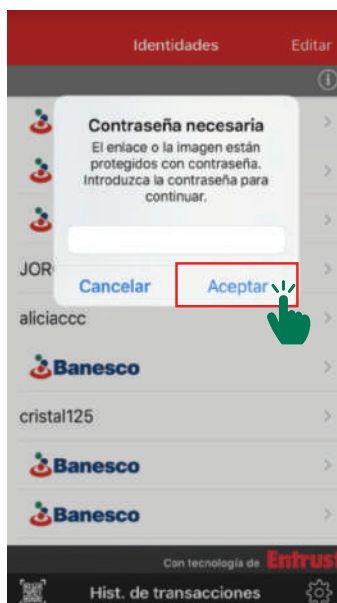 Identidades Editar
Contraseña necesaria
El enlace o la imagen están
protegidos con contraseña.
Introduzca la contraseña para
continuar.
JOR
Cancelar Aceptar
aliciaccc
Banesco
cristal125
Banesco
Banesco
Con tecnología de Entrust
Hist. de transacciones